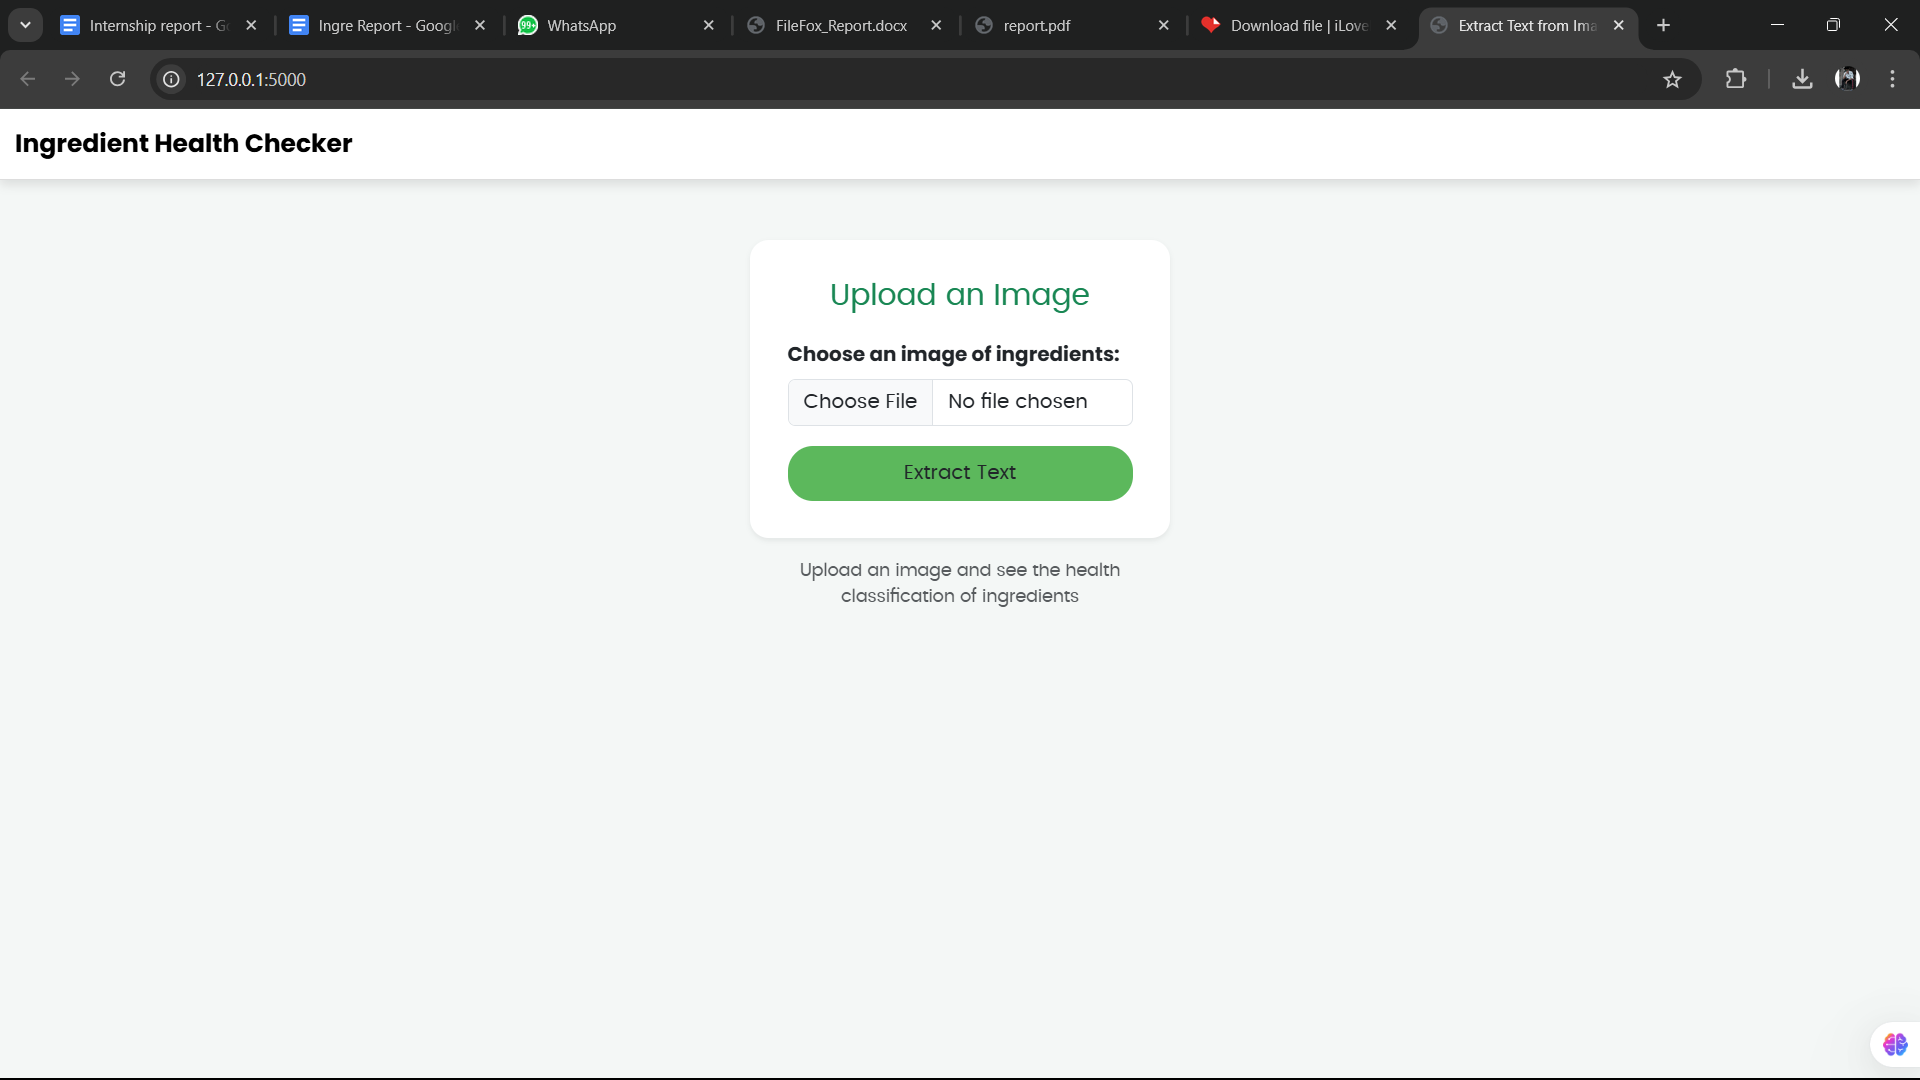 Internship report - G
Ingre Report - Googl
99+
WhatsApp
FileFox_Report.docx
report.pdf
Download file | iLove
Extract Text from Ima
127.0.0.1:5000
Ingredient Health Checker
Upload an Image
Choose an image of ingredients:
Choose File
No file chosen
Extract Text
Upload an image and see the health
classification of ingredients